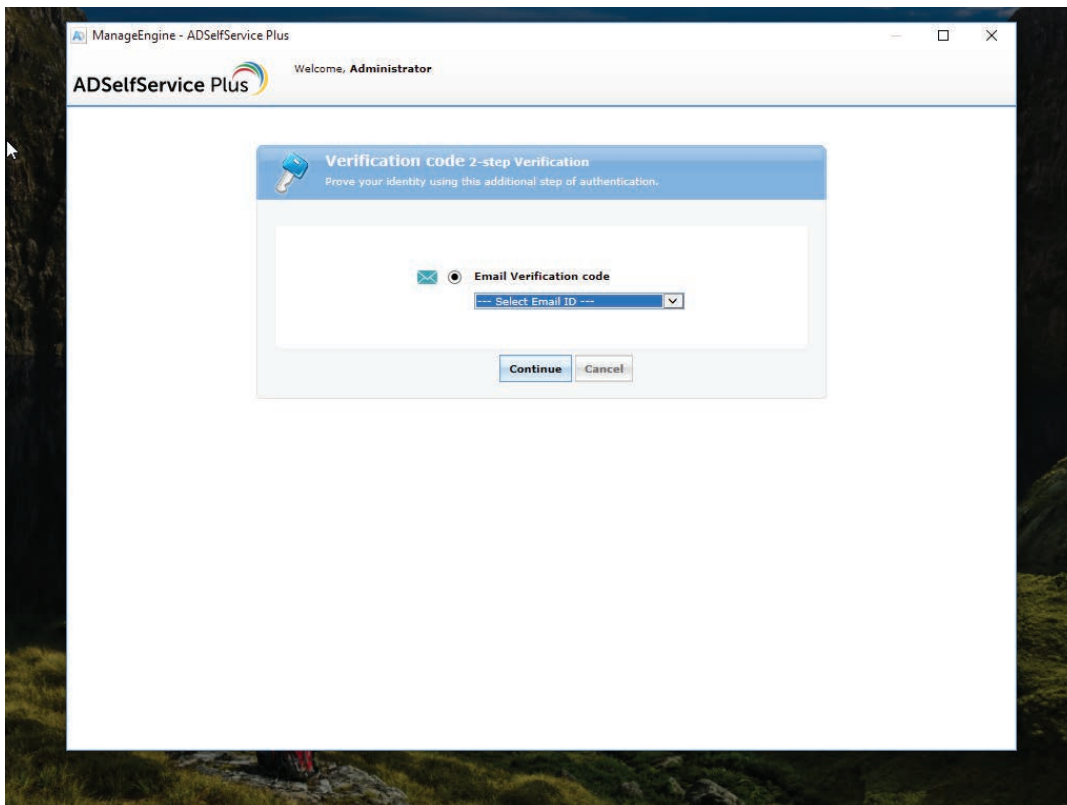 ManageEngine - ADSelfService Plus
ADSelfService Plus
Welcome, Administrator
Verification code 2-step Verification
Prove your identity using this additional step of authentication.
Email Verification code
--- Select Email ID ---
Continue Cancel